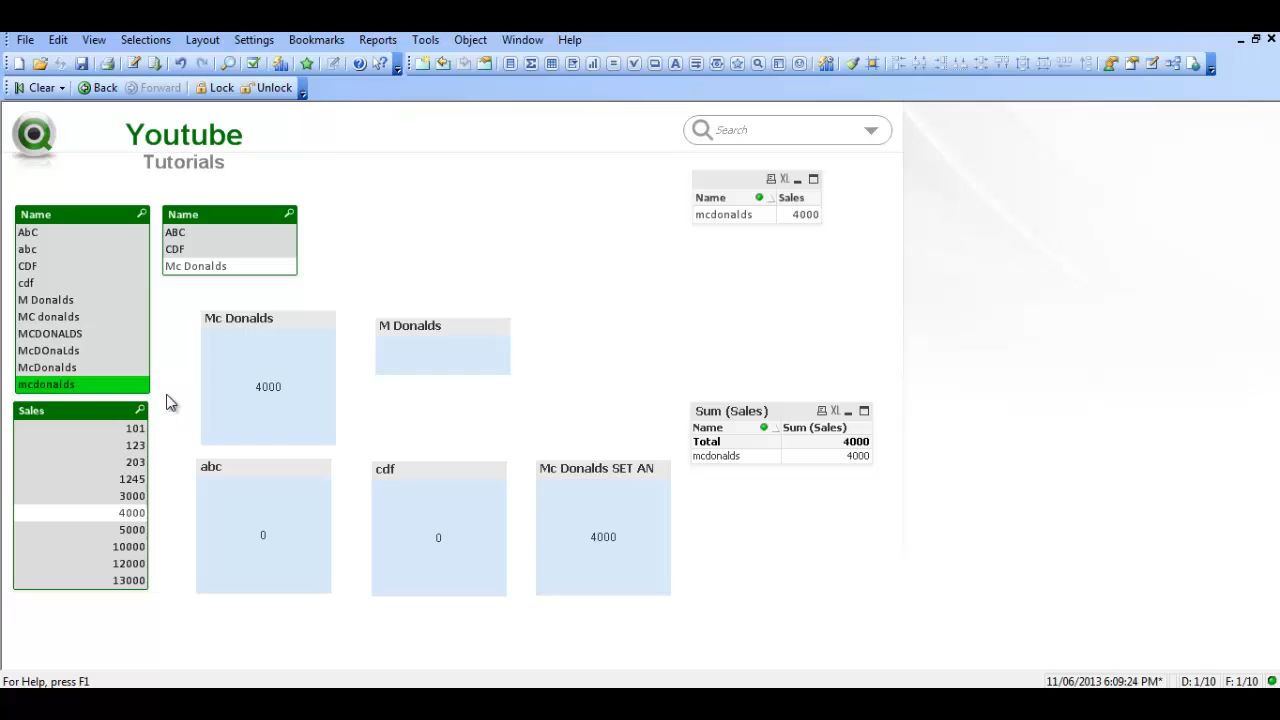 File Edit View Selections Layout Settings Bookmarks Reports Tools Object Window Help
Clear Back Forward Lock Unlock
Youtube
Tutorials
Search
XL
Name Sales
mcdonalds 4000
Name
AbC
abc
CDF
cdf
M Donalds
MC donalds
MCDONALDS
McDOnaLds
McDonalds
mcdonalds
Name
ABC
CDF
Mc Donalds
Mc Donalds
4000
M Donalds
Sales
101
123
203
1245
3000
4000
5000
10000
12000
13000
abc
0
cdf
0
Mc Donalds SET AN
4000
Sum (Sales) XL
Name Sum (Sales)
Total 4000
mcdonalds 4000
For Help, press F1 11/06/2013 6:09:24 PM* D: 1/10 F: 1/10